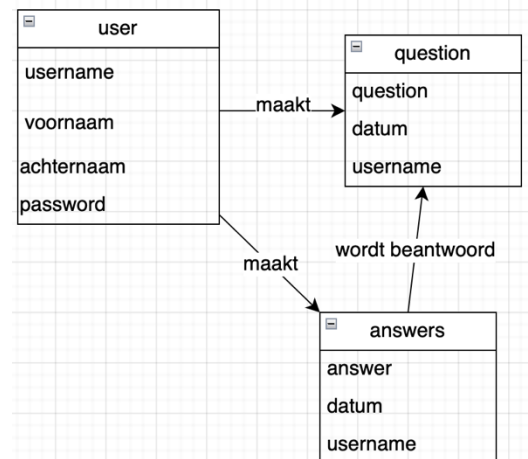 user
username
voornaam
achternaam
password
maakt
question
question
datum
username
maakt
wordt beantwoord
answers
answer
datum
username